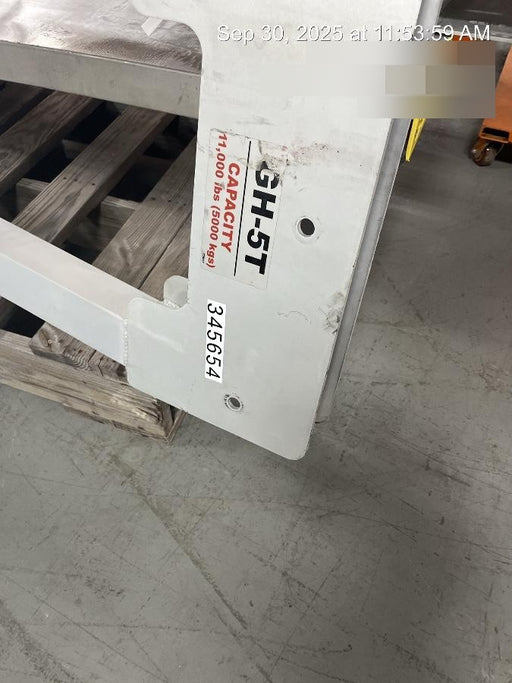 Sep 30, 2025 at 11:53:59 AM
GH-5T
CAPACITY
11,000 lbs (5000 kgs)
345654